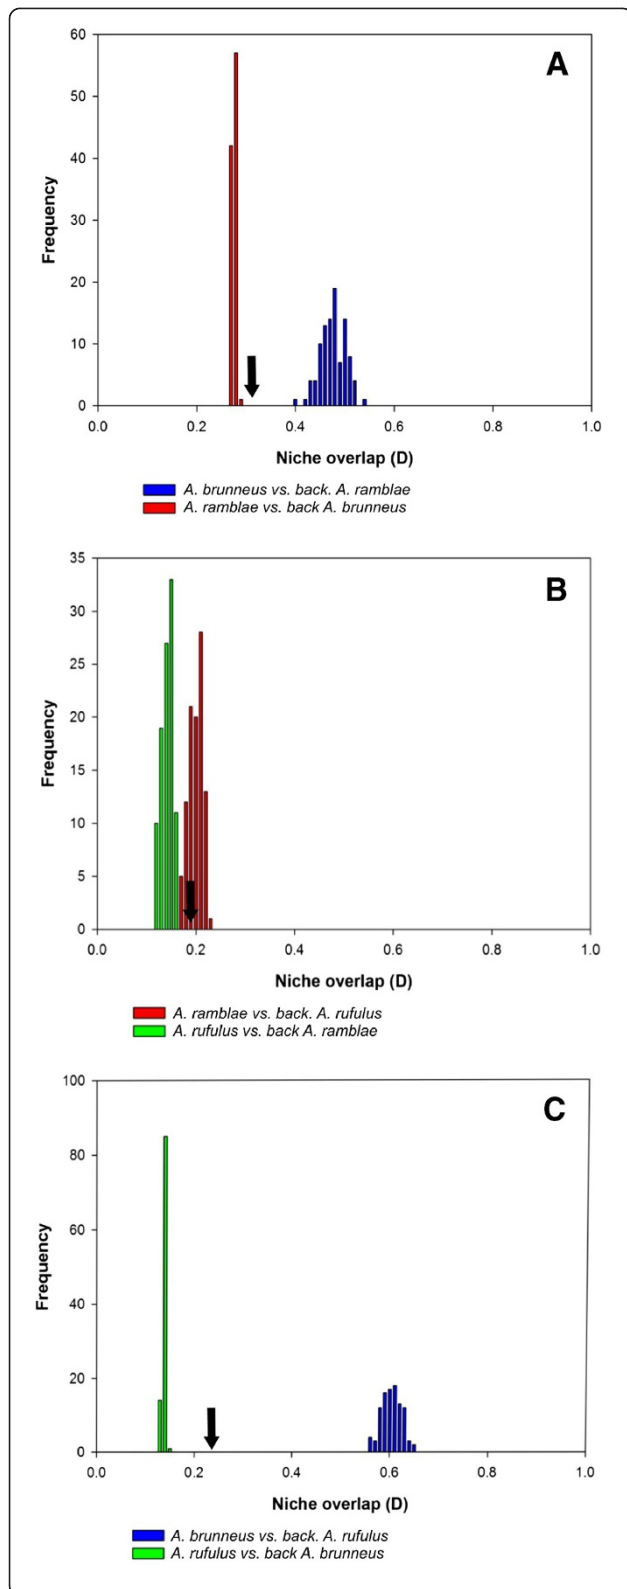 A
60
50
40
30
20
10
0
Frequency
0.0 0.2 0.4 0.6 0.8 1.0
Niche overlap (D)
A. brunneus vs. back. A. ramblae
A. ramblae vs. back A. brunneus
B
35
30
25
20
15
10
5
0
Frequency
0.0 0.2 0.4 0.6 0.8 1.0
Niche overlap (D)
A. ramblae vs. back. A. rufulus
A. rufulus vs. back A. ramblae
C
100
80
60
40
20
0
Frequency
0.0 0.2 0.4 0.6 0.8 1.0
Niche overlap (D)
A. brunneus vs. back. A. rufulus
A. rufulus vs. back A. brunneus